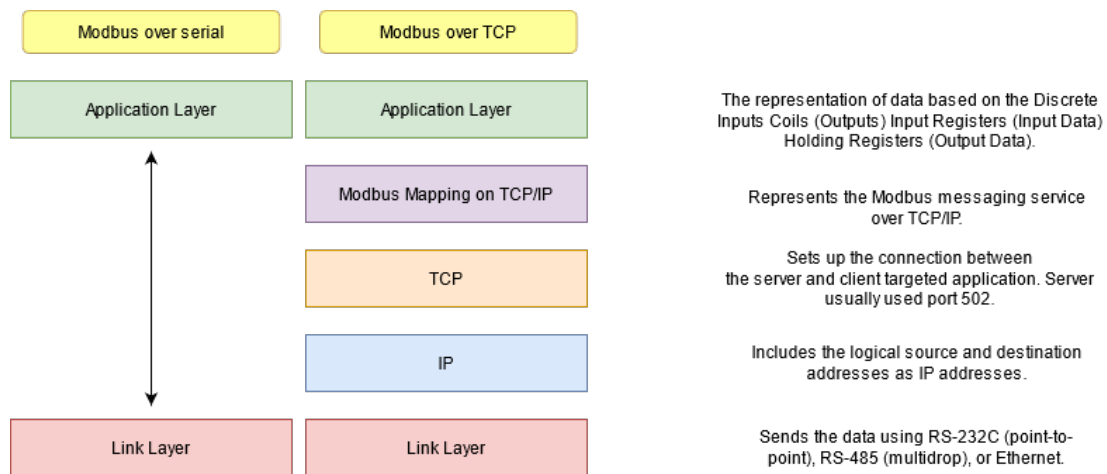 Modbus over serial
Modbus over TCP
Application Layer
Application Layer
The representation of data based on the Discrete
Inputs Coils (Outputs) Input Registers (Input Data)
Holding Registers (Output Data).
Modbus Mapping on TCP/IP
Represents the Modbus messaging service
over TCP/IP.
TCP
Sets up the connection between
the server and client targeted application. Server
usually used port 502.
IP
Includes the logical source and destination
addresses as IP addresses.
Link Layer
Link Layer
Sends the data using RS-232C (point-to-
point), RS-485 (multidrop), or Ethernet.